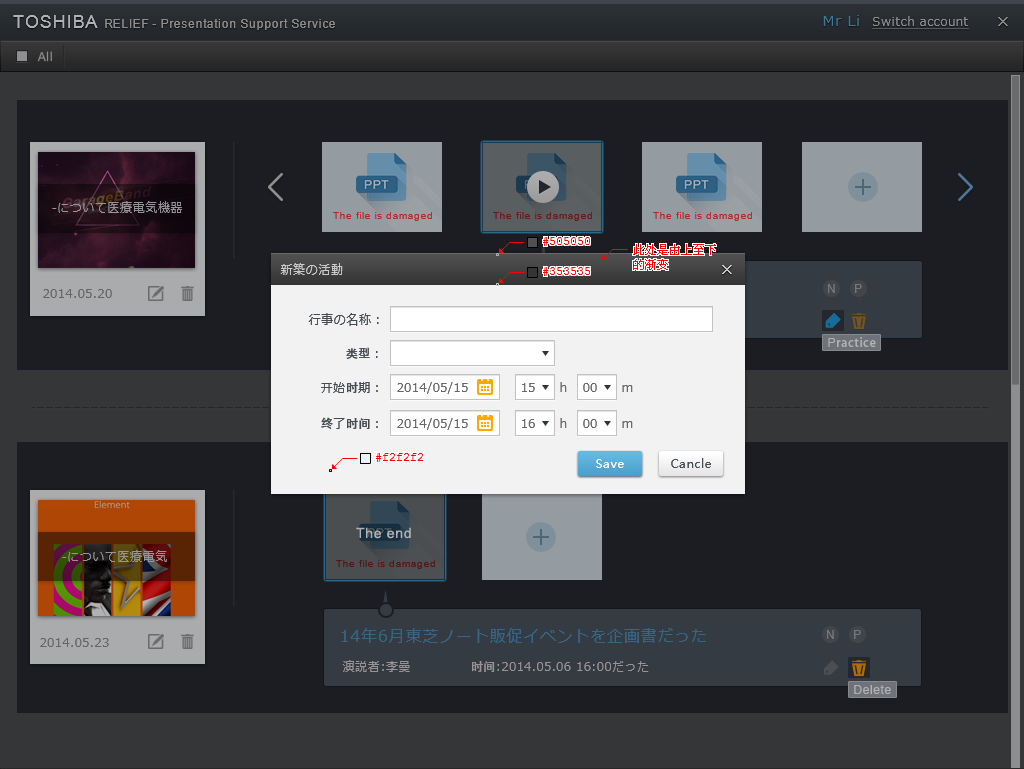 TOSHIBA RELIEF - Presentation Support Service
Mr Li Switch account
All
-について医療電気機器
2014.05.20
PPT
The file is damaged
The file is damaged
PPT
The file is damaged
#505050
此处是由上至下
的渐变
#353535
新築の活動
N P
Practice
行事の名称：
类型：
开始时期：
2014/05/15
15
h
00
m
终了时间：
2014/05/15
16
h
00
m
#f2f2f2
Save
Cancle
Element
-について医療電気
2014.05.23
The end
The file is damaged
14年6月東芝ノート販促イベントを企画書だった
N P
演説者:李曼
时间:2014.05.06 16:00だった
Delete